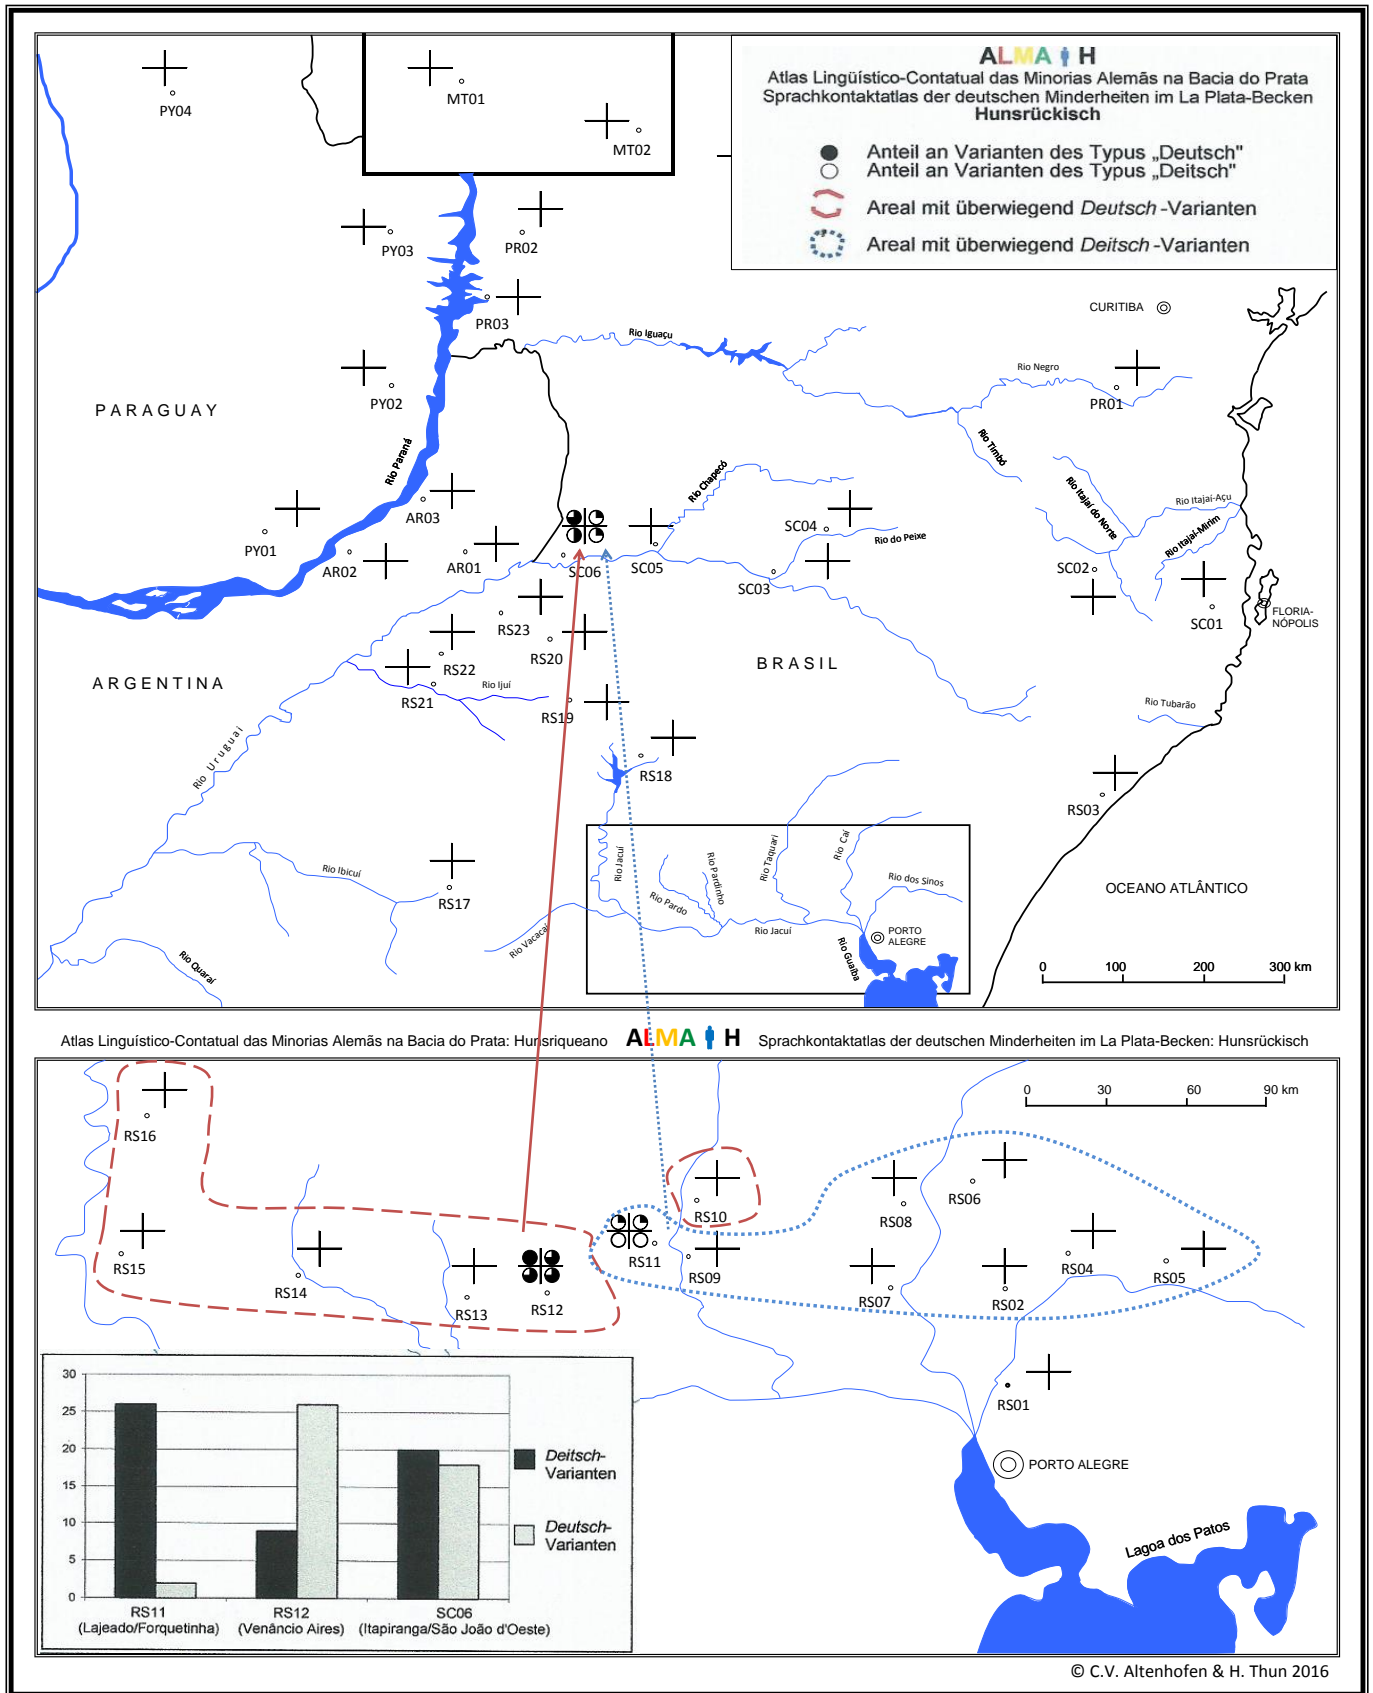 ALMA H
Atlas Lingüístico-Contatual das Minorias Alemãs na Bacia do Prata
Sprachkontaktatlas der deutschen Minderheiten im La Plata-Becken
Hunsrückisch
Anteil an Varianten des Typus „Deutsch"
Anteil an Varianten des Typus „Deitsch"
Areal mit überwiegend Deutsch-Varianten
Areal mit überwiegend Deitsch-Varianten
PY04
MT01
MT02
PY03
PR02
PR03
CURITIBA
Rio Iguaçu
Rio Negro
PR01
PY02
PARAGUAY
Rio Paraná
Rio Timbó
Rio Chapecó
Rio Itajaí do Norte
Rio Itajaí-Açu
Rio Itajaí-Mirim
AR03
SC04
Rio do Peixe
PY01
AR02
AR01
SC06
SC05
SC03
SC02
SC01
FLORIA-
NÓPOLIS
RS23
RS20
RS22
BRASIL
ARGENTINA
RS21
Rio Ijuí
RS19
Rio Tubarão
Rio Uruguai
RS18
RS03
Rio Jacuí
Rio Pardinho
Rio Taquari
Rio Caí
Rio Ibicuí
RS17
Rio Pardo
Rio dos Sinos
OCEANO ATLÂNTICO
Rio Vacacaí
Rio Jacuí
PORTO
ALEGRE
Rio Guaíba
Rio Quaraí
0 100 200 300 km
Atlas Linguístico-Contatual das Minorias Alemãs na Bacia do Prata: Hunsriqueano ALMA H Sprachkontaktatlas der deutschen Minderheiten im La Plata-Becken: Hunsrückisch
0 30 60 90 km
RS16
RS10
RS06
RS08
RS15
RS14
RS13
RS12
RS11
RS09
RS07
RS02
RS04
RS05
RS01
PORTO ALEGRE
Lagoa dos Patos
30
25
20
15
10
5
0
Deitsch-
Varianten
Deutsch-
Varianten
RS11 RS12 SC06
(Lajeado/Forquetinha) (Venâncio Aires) (Itapiranga/São João d'Oeste)
© C.V. Altenhofen & H. Thun 2016